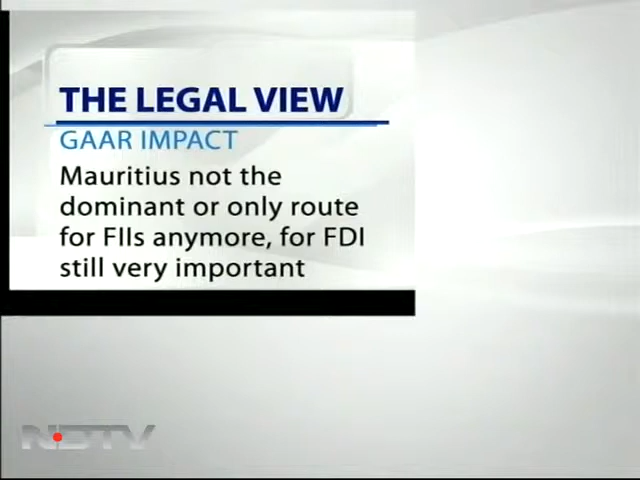 THE LEGAL VIEW
GAAR IMPACT
Mauritius not the
dominant or only route
for FIIs anymore, for FDI
still very important
NDTV